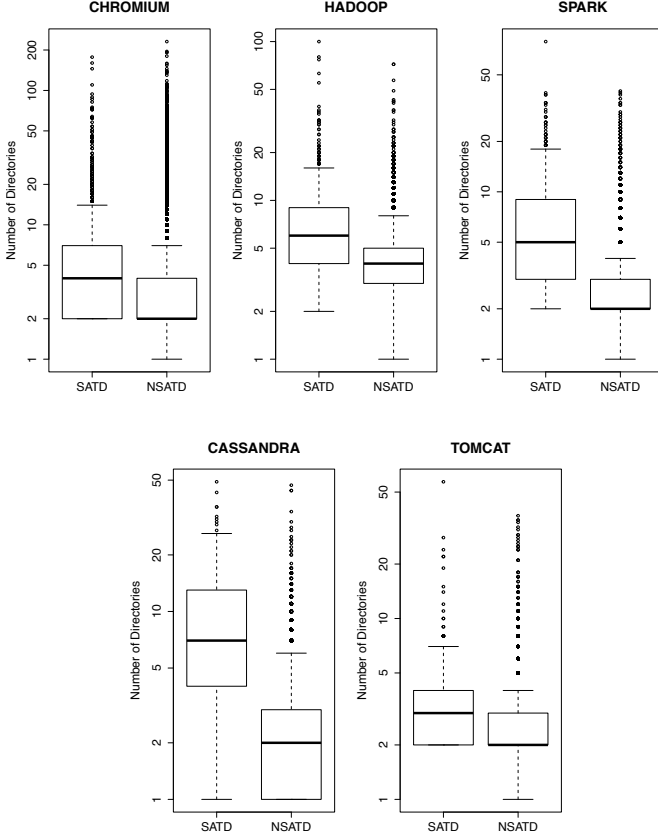 CHROMIUM
Number of Directories
200
100
50
20
10
5
2
1
SATD NSATD
HADOOP
Number of Directories
100
50
20
10
5
2
1
SATD NSATD
SPARK
Number of Directories
50
20
10
5
2
1
SATD NSATD
CASSANDRA
Number of Directories
50
20
10
5
2
1
SATD NSATD
TOMCAT
Number of Directories
50
20
10
5
2
1
SATD NSATD